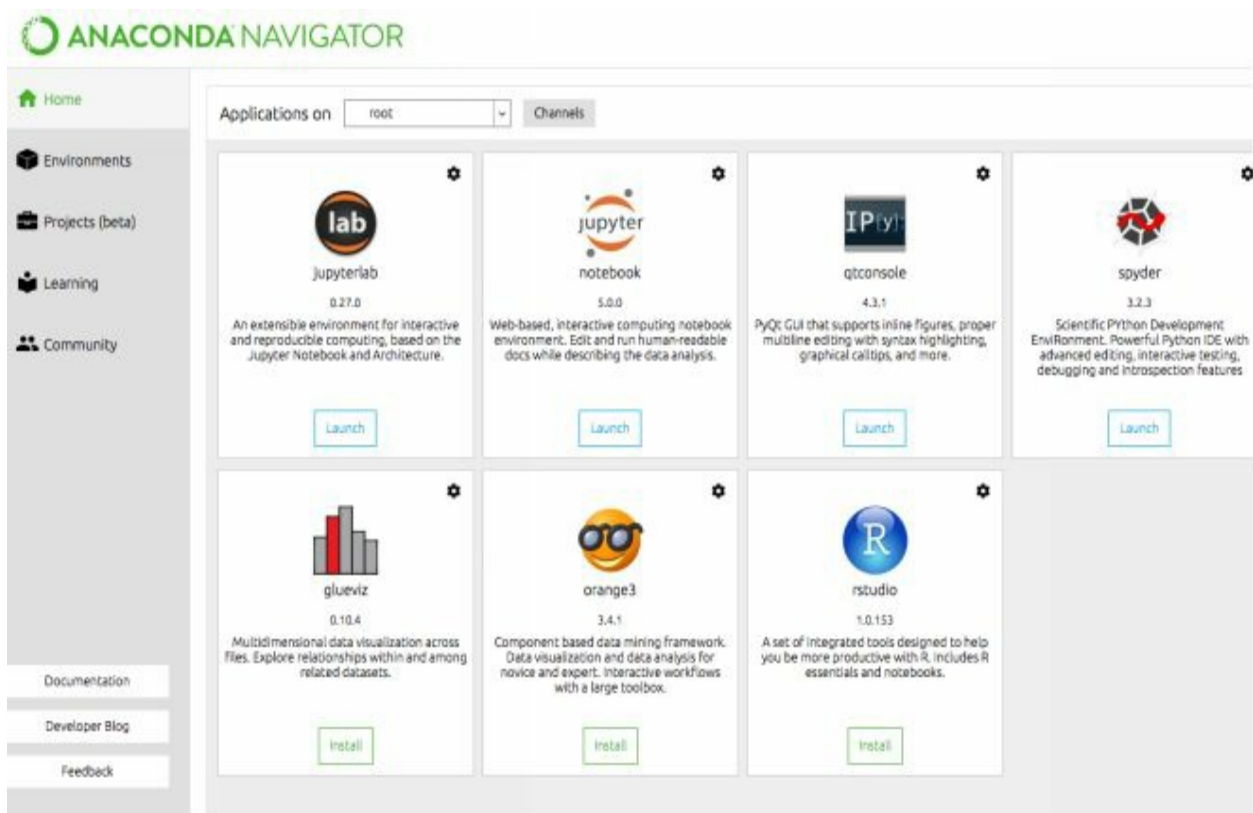 ANACONDA NAVIGATOR
Home
Environments
Projects (beta)
Learning
Community
Documentation
Developer Blog
Feedback
Applications on root Channels
lab
jupyterlab
0.27.0
An extensible environment for interactive
and reproducible computing, based on the
Jupyter Notebook and Architecture.
Launch
jupyter
notebook
5.0.0
Web-based, interactive computing notebook
environment. Edit and run human-readable
docs while describing the data analysis.
Launch
IP[y]:
qtconsole
4.3.1
PyQt GUI that supports inline figures, proper
multiline editing with syntax highlighting,
graphical calltips, and more.
Launch
spyder
3.2.3
Scientific PYthon Development
EnviRonment. Powerful Python IDE with
advanced editing, interactive testing,
debugging and introspection features
Launch
glueviz
0.10.4
Multidimensional data visualization across
files. Explore relationships within and among
related datasets.
Install
orange3
3.4.1
Component based data mining framework.
Data visualization and data analysis for
novice and expert. Interactive workflows
with a large toolbox.
Install
R
rstudio
1.0.153
A set of integrated tools designed to help
you be more productive with R. Includes R
essentials and notebooks.
Install